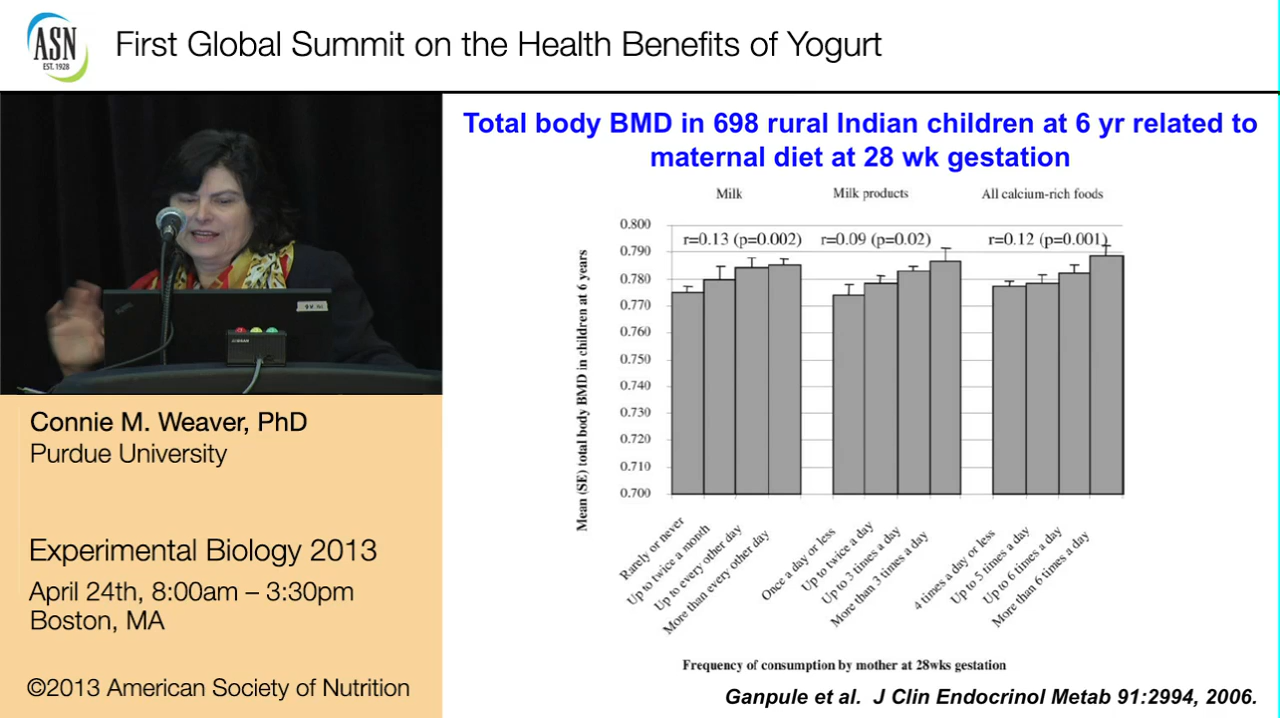 ASN
EST. 1928
First Global Summit on the Health Benefits of Yogurt
Connie M. Weaver, PhD
Purdue University
Experimental Biology 2013
April 24th, 8:00am – 3:30pm
Boston, MA
©2013 American Society of Nutrition
Total body BMD in 698 rural Indian children at 6 yr related to
maternal diet at 28 wk gestation
Milk
Milk products
All calcium-rich foods
r=0.13 (p=0.002)
r=0.09 (p=0.02)
r=0.12 (p=0.001)
Mean (SE) total body BMD in children at 6 years
0.800
0.790
0.780
0.770
0.760
0.750
0.740
0.730
0.720
0.710
0.700
Rarely or never
Up to twice a month
Up to every other day
More than every other day
Once a day or less
Up to twice a day
Up to 3 times a day
More than 3 times a day
4 times a day or less
Up to 5 times a day
Up to 6 times a day
More than 6 times a day
Frequency of consumption by mother at 28wks gestation
Ganpule et al. J Clin Endocrinol Metab 91:2994, 2006.